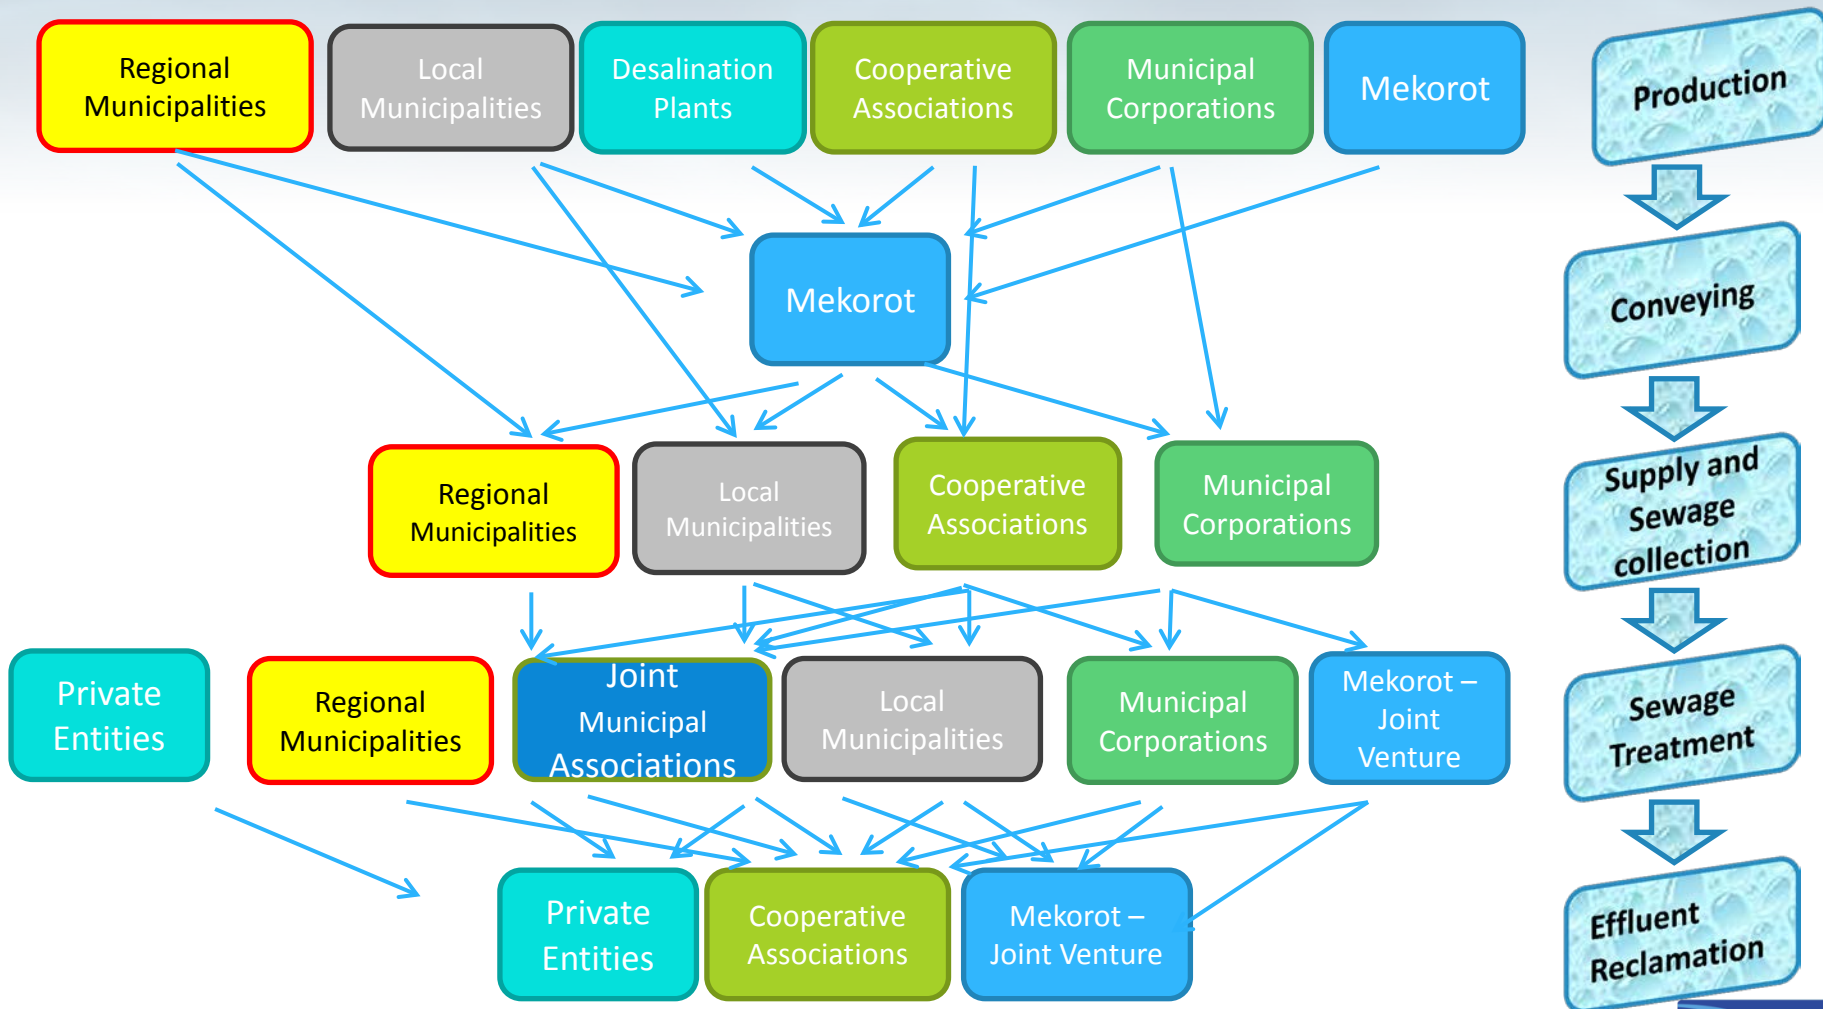 Regional
Municipalities
Local
Municipalities
Desalination
Plants
Cooperative
Associations
Municipal
Corporations
Mekorot
Production
Mekorot
Conveying
Regional
Municipalities
Local
Municipalities
Cooperative
Associations
Municipal
Corporations
Supply and
Sewage
collection
Private
Entities
Regional
Municipalities
Joint
Municipal
Associations
Local
Municipalities
Municipal
Corporations
Mekorot –
Joint
Venture
Sewage
Treatment
Private
Entities
Cooperative
Associations
Mekorot –
Joint Venture
Effluent
Reclamation